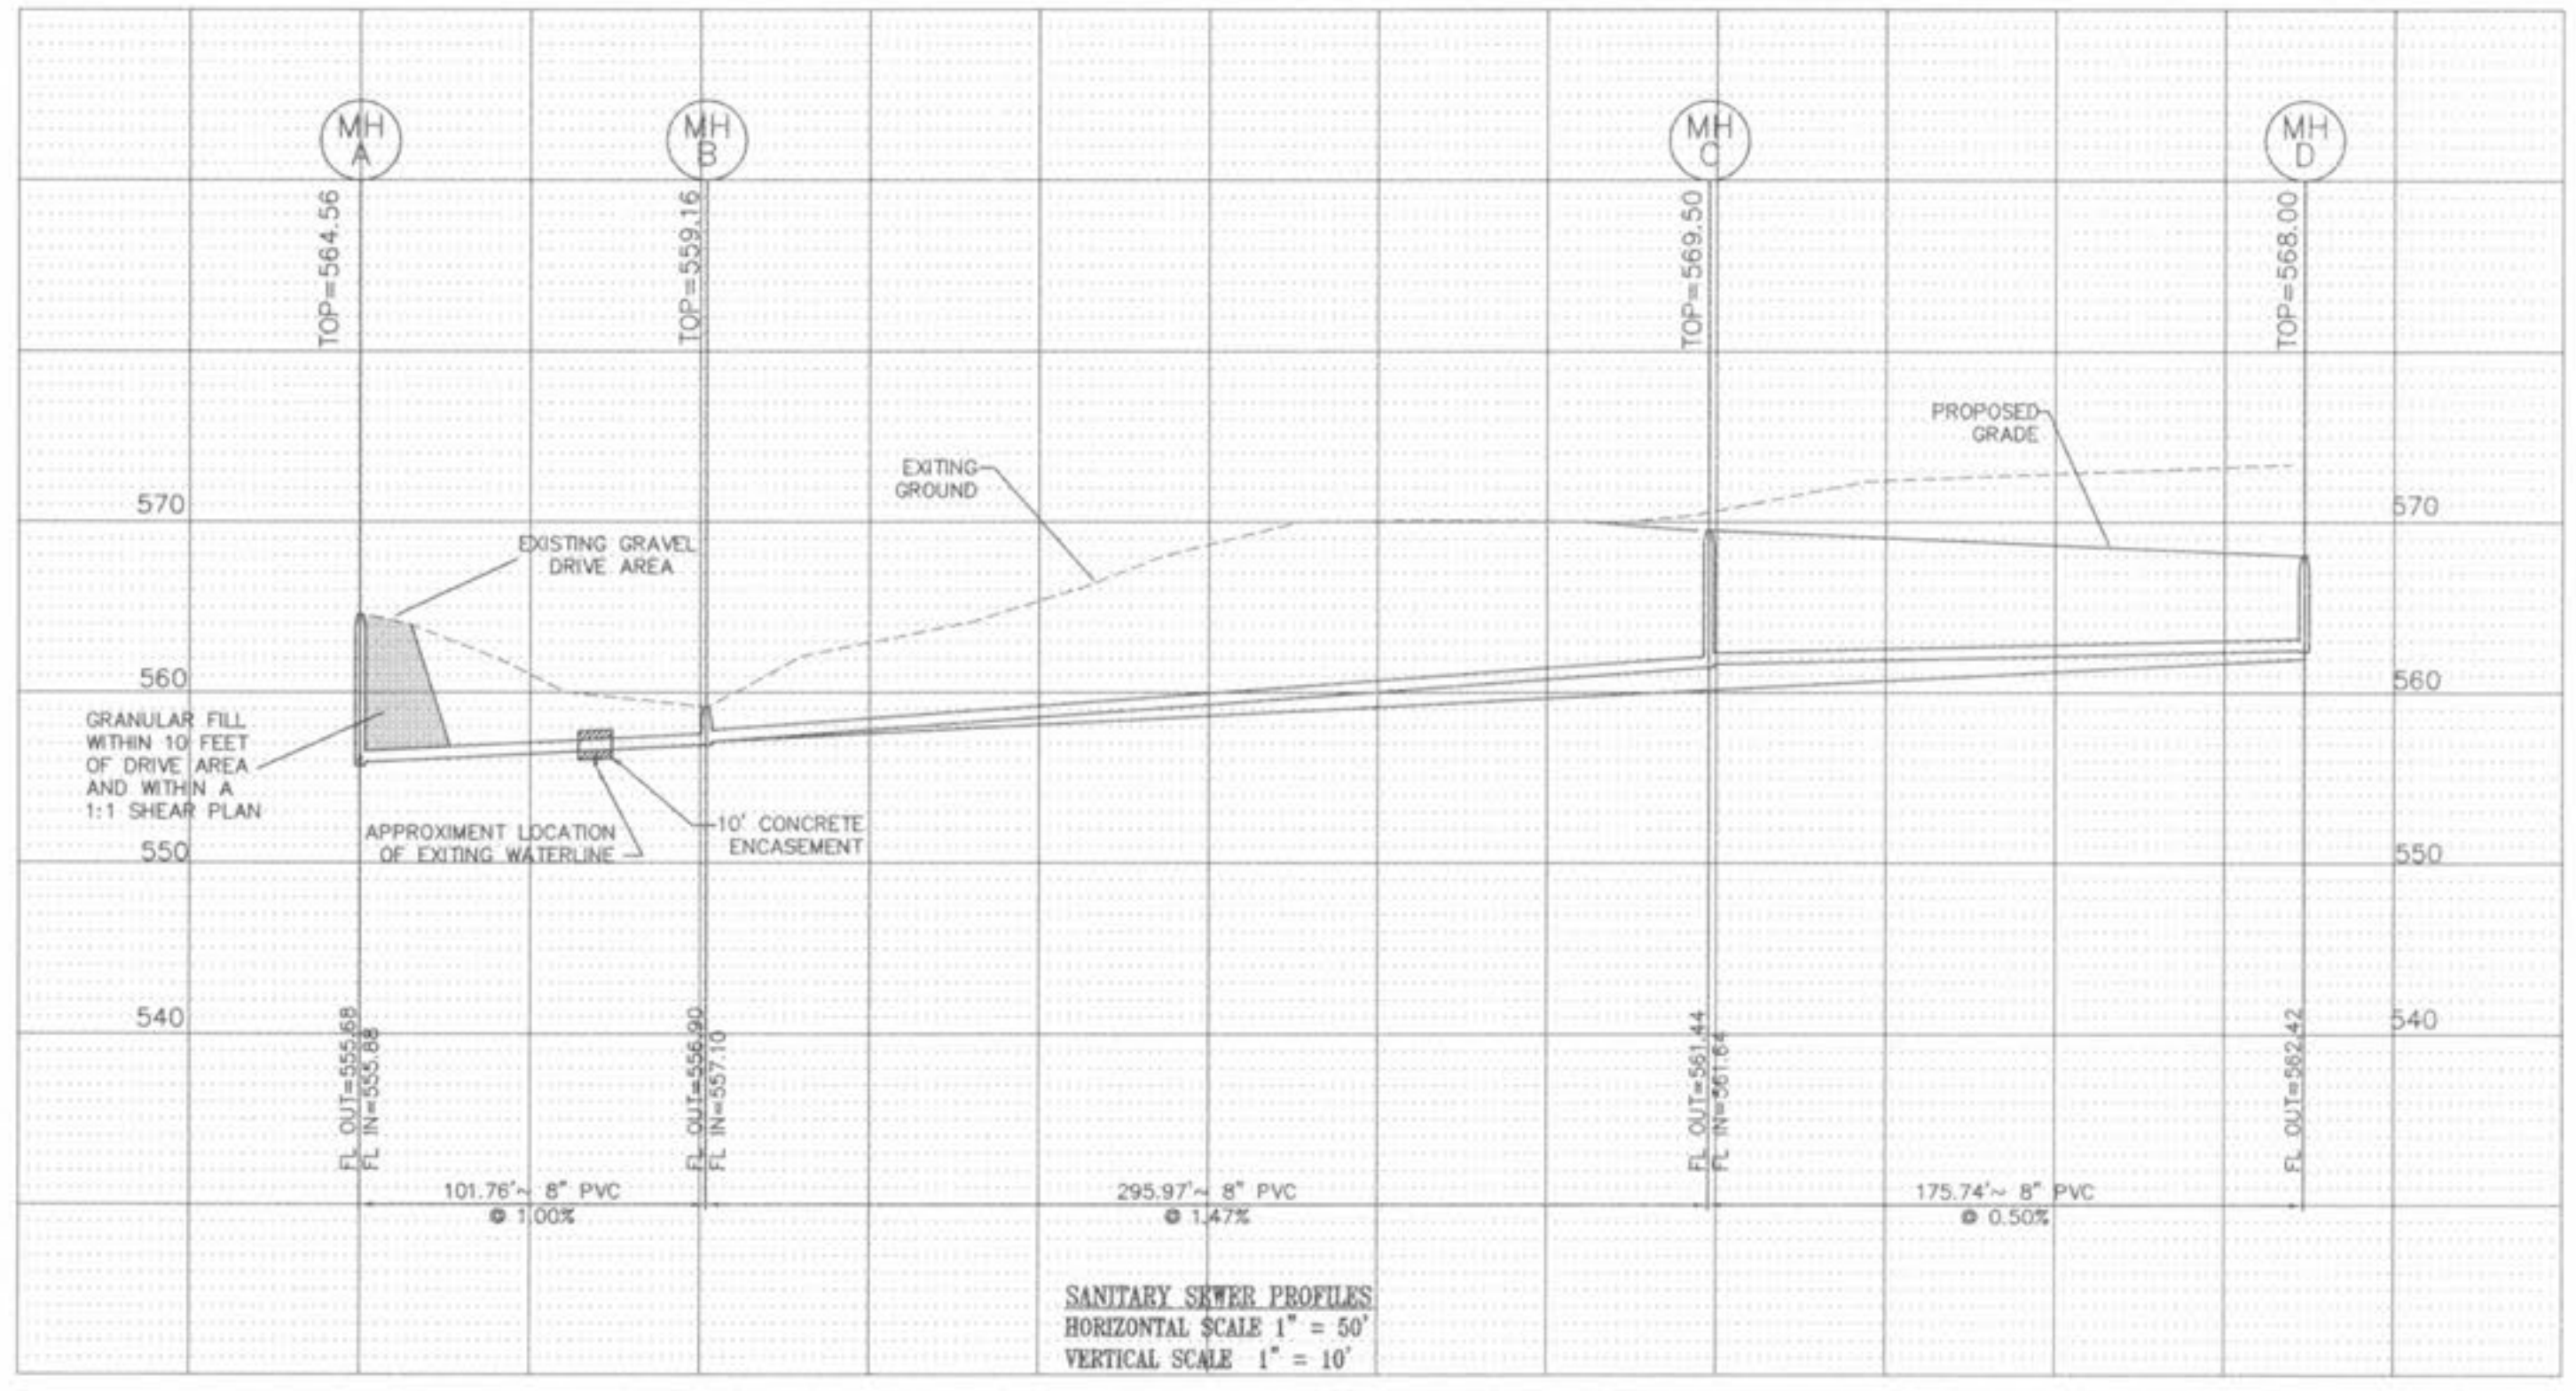 MH
A
MH
B
MH
C
MH
D
TOP=564.56
TOP=559.16
TOP=569.50
TOP=568.00
PROPOSED
GRADE
EXITING
GROUND
570
570
EXISTING GRAVEL
DRIVE AREA
560
560
GRANULAR FILL
WITHIN 10 FEET
OF DRIVE AREA
AND WITHIN A
1:1 SHEAR PLAN
APPROXIMENT LOCATION
OF EXITING WATERLINE
10' CONCRETE
ENCASEMENT
550
550
540
540
FL OUT=555.68
FL IN=555.88
FL OUT=556.90
FL IN=557.10
FL OUT=561.44
FL IN=561.64
FL OUT=562.42
101.76'~ 8" PVC
@ 1.00%
295.97'~ 8" PVC
@ 1.47%
175.74'~ 8" PVC
@ 0.50%
SANITARY SEWER PROFILES
HORIZONTAL SCALE 1" = 50'
VERTICAL SCALE 1" = 10'